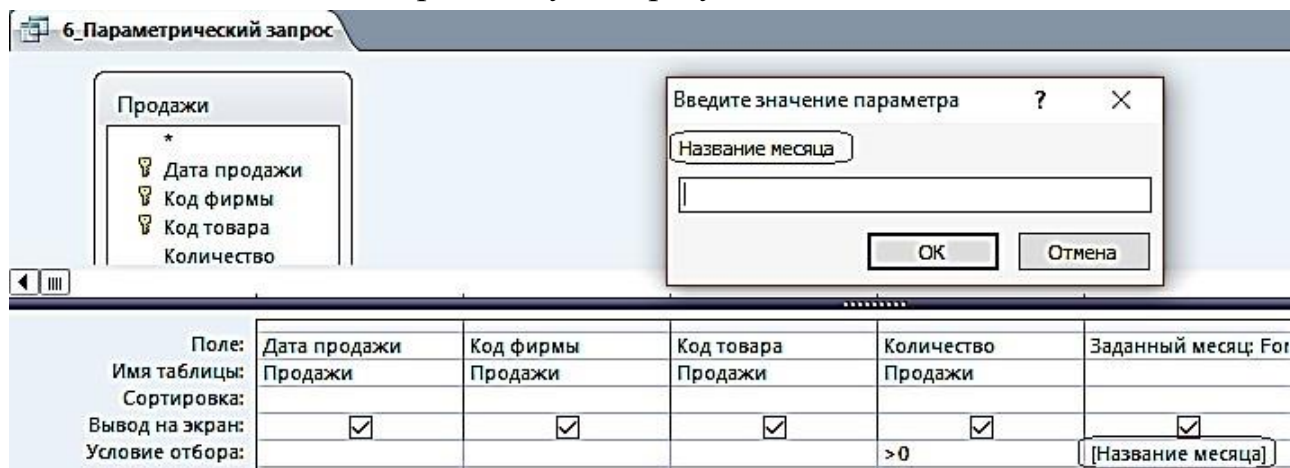 6_Параметрический запрос
Продажи
*
Дата продажи
Код фирмы
Код товара
Количество
Введите значение параметра ? ×
Название месяца
ОК Отмена
Поле: Дата продажи Код фирмы Код товара Количество Заданный месяц: For
Имя таблицы: Продажи Продажи Продажи Продажи
Сортировка:
Вывод на экран:
Условие отбора: >0 [Название месяца]